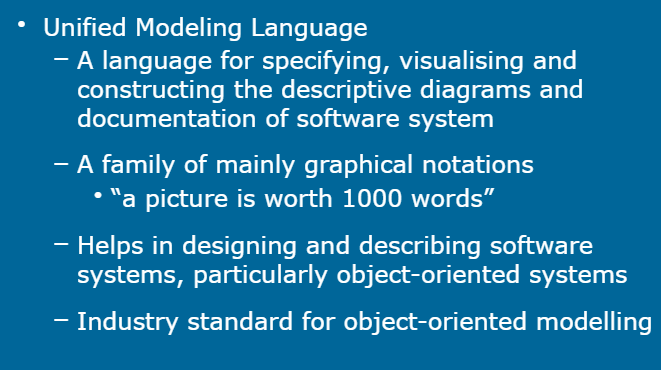 • Unified Modeling Language
– A language for specifying, visualising and
constructing the descriptive diagrams and
documentation of software system
– A family of mainly graphical notations
• “a picture is worth 1000 words”
– Helps in designing and describing software
systems, particularly object-oriented systems
– Industry standard for object-oriented modelling